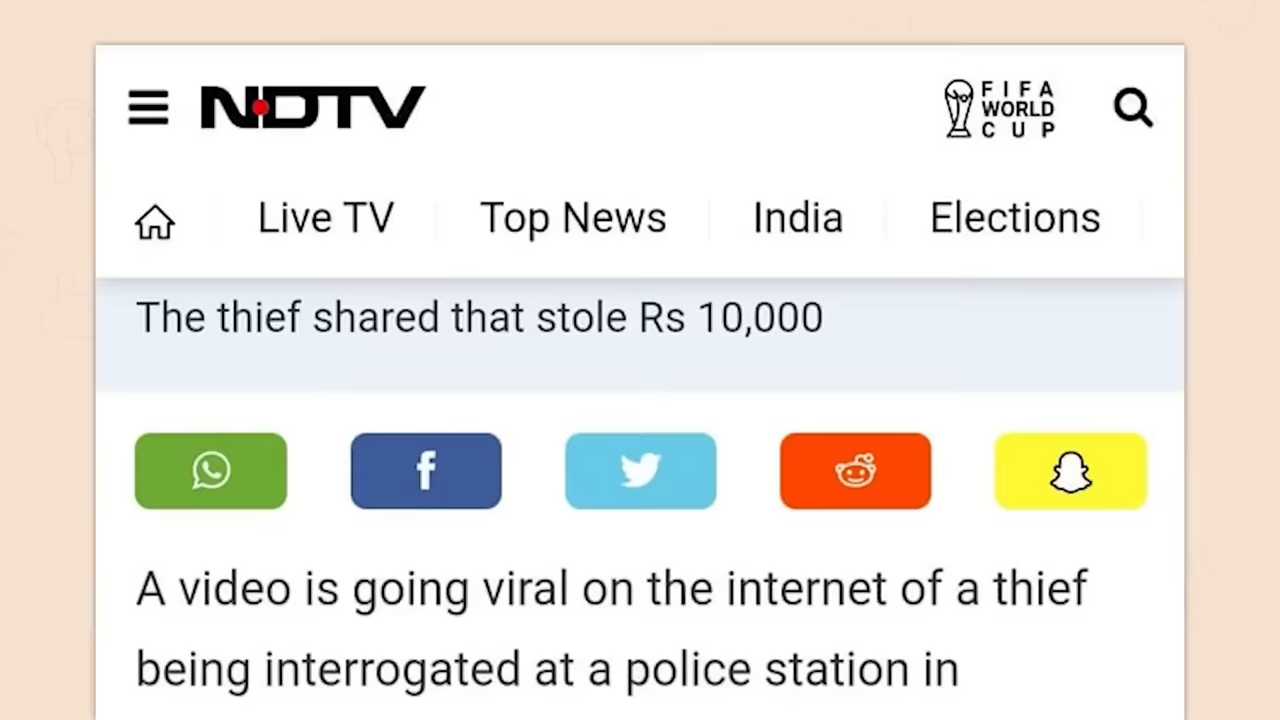 NDTV
FIFA
WORLD
CUP
Live TV
Top News
India
Elections
The thief shared that stole Rs 10,000
A video is going viral on the internet of a thief
being interrogated at a police station in